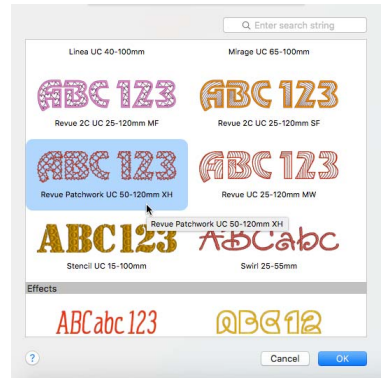 Enter search string
Linea UC 40-100mm Mirage UC 65-100mm
ABC 123 ABC 123
Revue 2C UC 25-120mm MF Revue 2C UC 25-120mm SF
ABC 123 ABC 123
Revue Patchwork UC 50-120mm XH Revue UC 25-120mm MW
Revue Patchwork UC 50-120mm XH
ABC123 ABCabc
Stencil UC 15-100mm Swirl 25-55mm
Effects
ABCabc123 ABG12
? Cancel OK